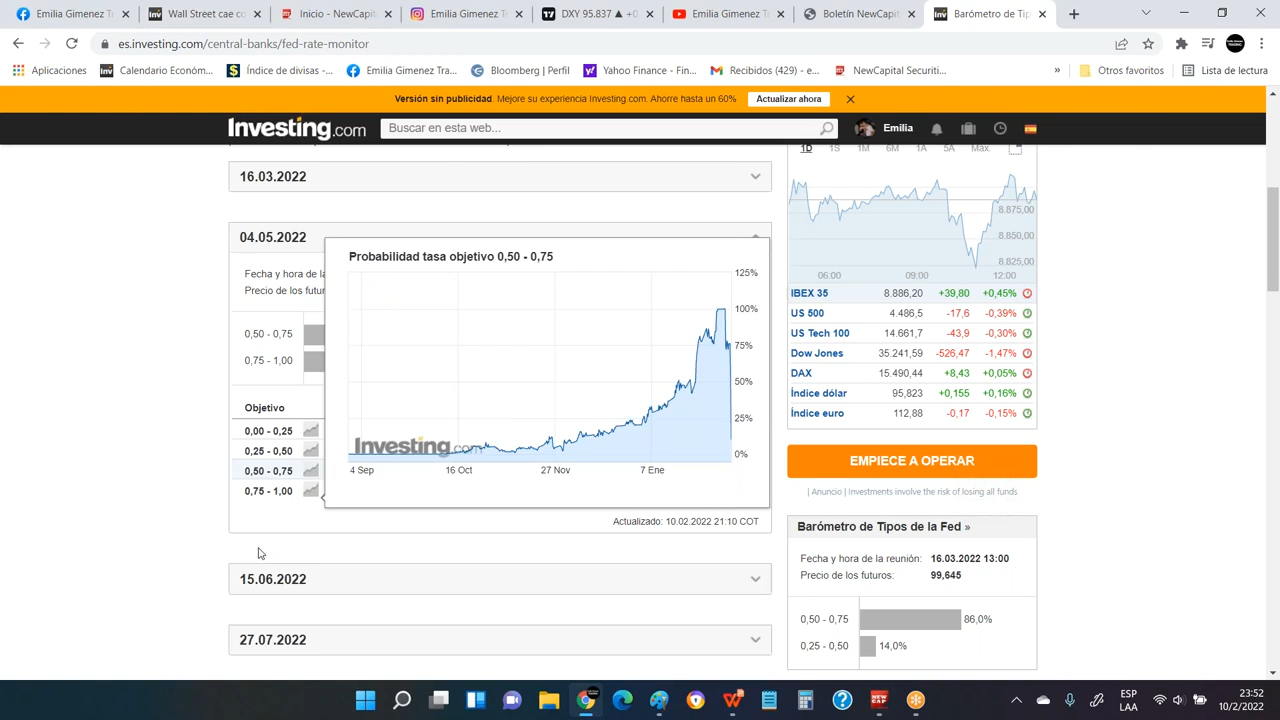 Emilia Gimenez Tr
Wall Street can
Inicio - NewCapit
Emilia Gimenez T
DXY 95.837 ▲ +0
Emilia Gimenez T
Boletín NewCapit
Barómetro de Tip
es.investing.com/central-banks/fed-rate-monitor
Aplicaciones
Calendario Económ...
Índice de divisas -...
Emilia Gimenez Tra...
Bloomberg | Perfil
Yahoo Finance - Fin...
Recibidos (429) - e...
NewCapital Securiti...
»
Otros favoritos
Lista de lectura
Versión sin publicidad. Mejore su experiencia Investing.com. Ahorre hasta un 60%
Actualizar ahora
Investing.com
Buscar en esta web...
Emilia
16.03.2022
04.05.2022
Fecha y hora de la
Precio de los futur
0,50 - 0,75
0,75 - 1,00
Objetivo
0,00 - 0,25
0,25 - 0,50
0,50 - 0,75
0,75 - 1,00
Probabilidad tasa objetivo 0,50 - 0,75
125%
100%
75%
50%
25%
0%
Investing.com
4 Sep
16 Oct
27 Nov
7 Ene
Actualizado: 10.02.2022 21:10 COT
15.06.2022
27.07.2022
1D 1S 1M 6M 1A 5A Máx.
8.875,00
8.850,00
8.825,00
06:00 09:00 12:00
IBEX 35 8.886,20 +39,80 +0,45%
US 500 4.486,5 -17,6 -0,39%
US Tech 100 14.661,7 -43,9 -0,30%
Dow Jones 35.241,59 -526,47 -1,47%
DAX 15.490,44 +8,43 +0,05%
Índice dólar 95,823 +0,155 +0,16%
Índice euro 112,88 -0,17 -0,15%
EMPIECE A OPERAR
| Anuncio | Investments involve the risk of losing all funds
Barómetro de Tipos de la Fed »
Fecha y hora de la reunión: 16.03.2022 13:00
Precio de los futuros: 99,645
0,50 - 0,75 86,0%
0,25 - 0,50 14,0%
ESP
LAA
23:52
10/2/2022